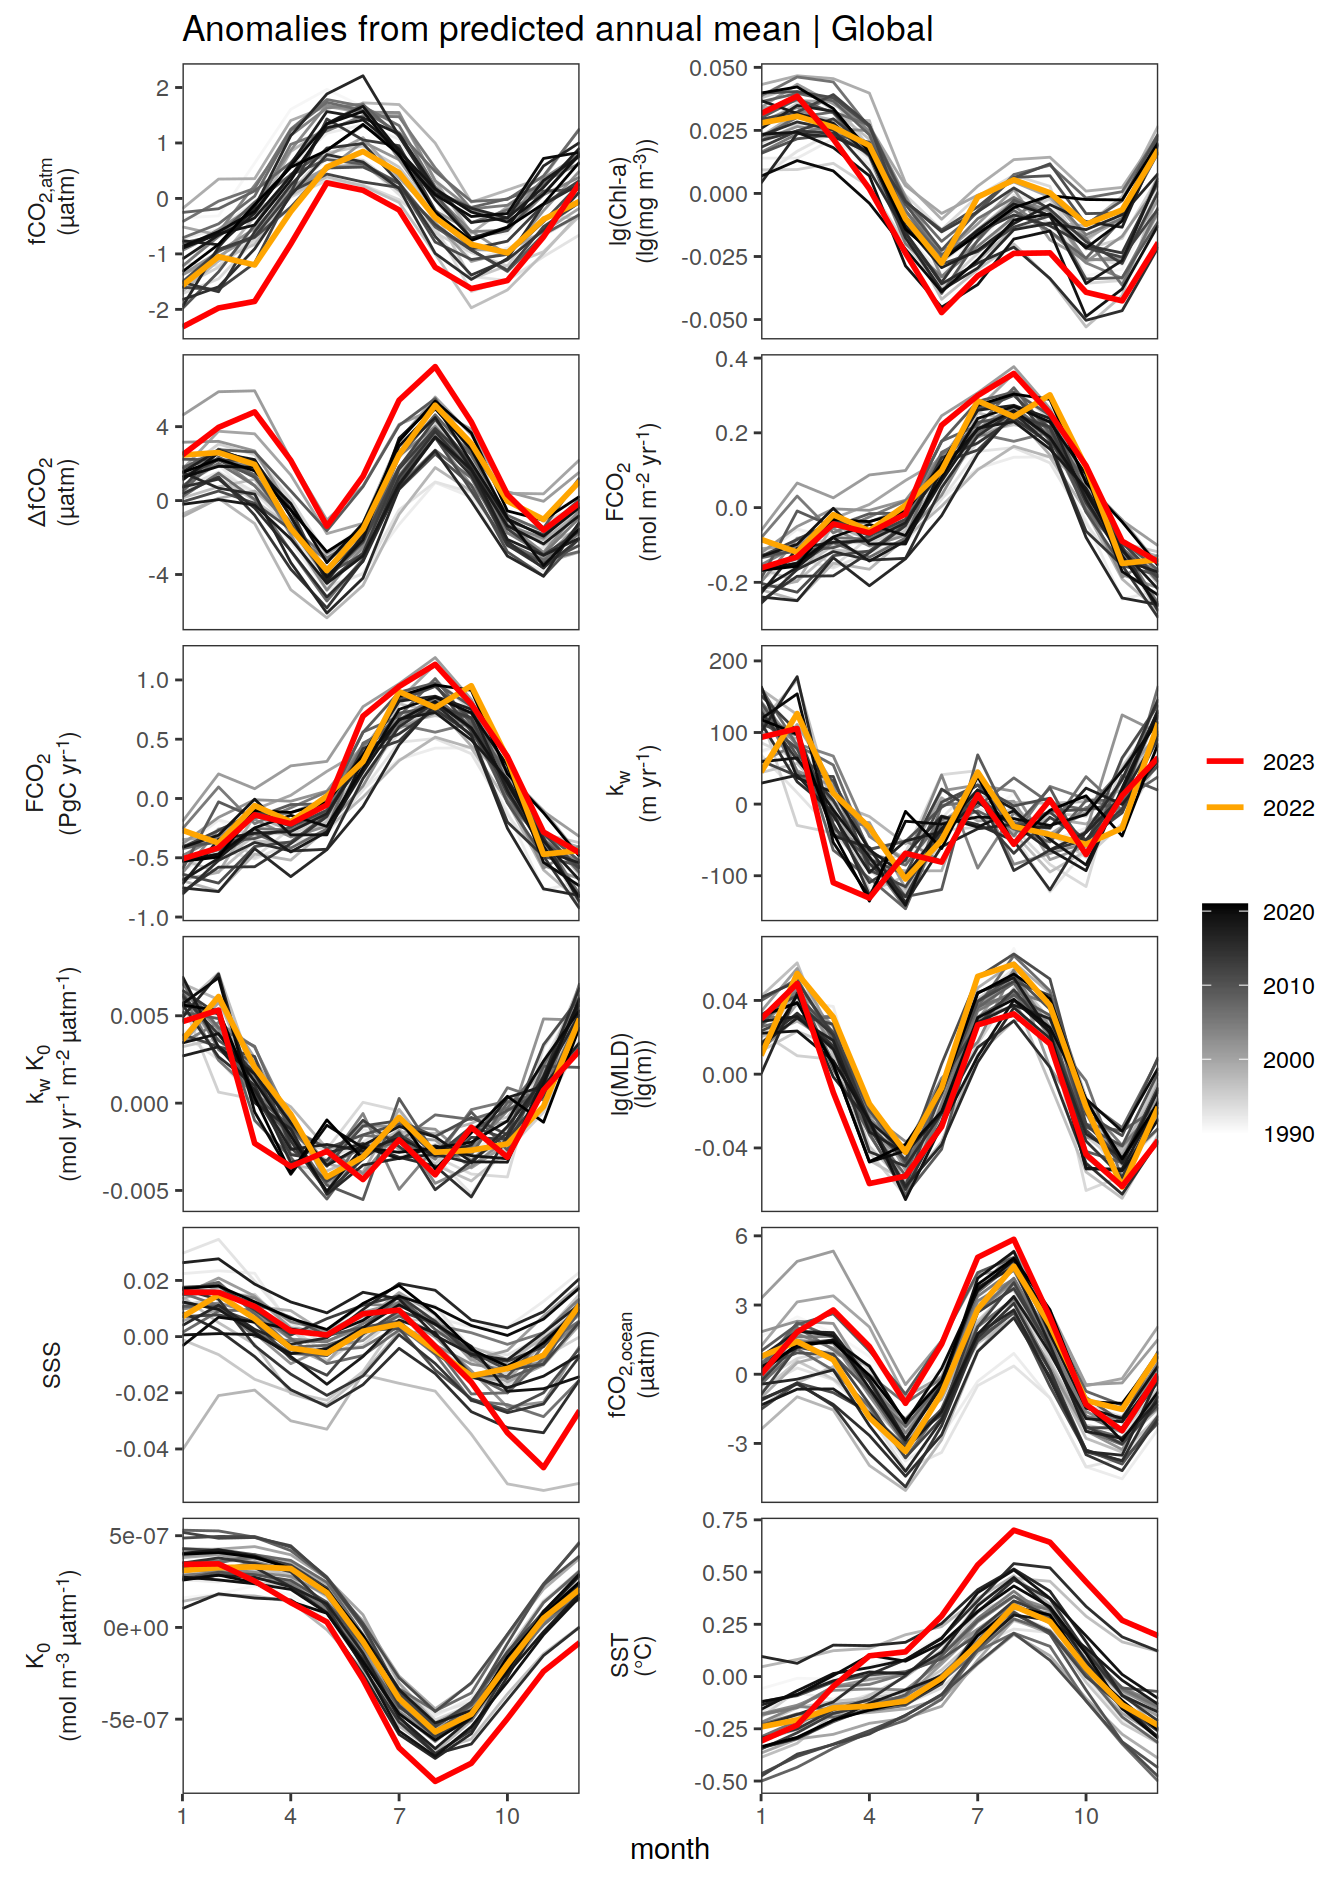 Anomalies from predicted annual mean | Global
fCO2,atm
(µatm)
2
1
0
-1
-2
lg(Chl-a)
(lg(mg m-3))
0.050
0.025
0.000
-0.025
-0.050
ΔfCO2
(µatm)
4
0
-4
FCO2
(mol m-2 yr-1)
0.4
0.2
0.0
-0.2
FCO2
(PgC yr-1)
1.0
0.5
0.0
-0.5
-1.0
kw
(m yr-1)
200
100
0
-100
kw K0
(mol yr-1 m-2 µatm-1)
0.005
0.000
-0.005
lg(MLD)
(lg(m))
0.04
0.00
-0.04
SSS
0.02
0.00
-0.02
-0.04
fCO2,ocean
(µatm)
6
3
0
-3
K0
(mol m-3 µatm-1)
5e-07
0e+00
-5e-07
SST
(°C)
0.75
0.50
0.25
0.00
-0.25
-0.50
1 4 7 10
1 4 7 10
month
2023
2022
2020
2010
2000
1990